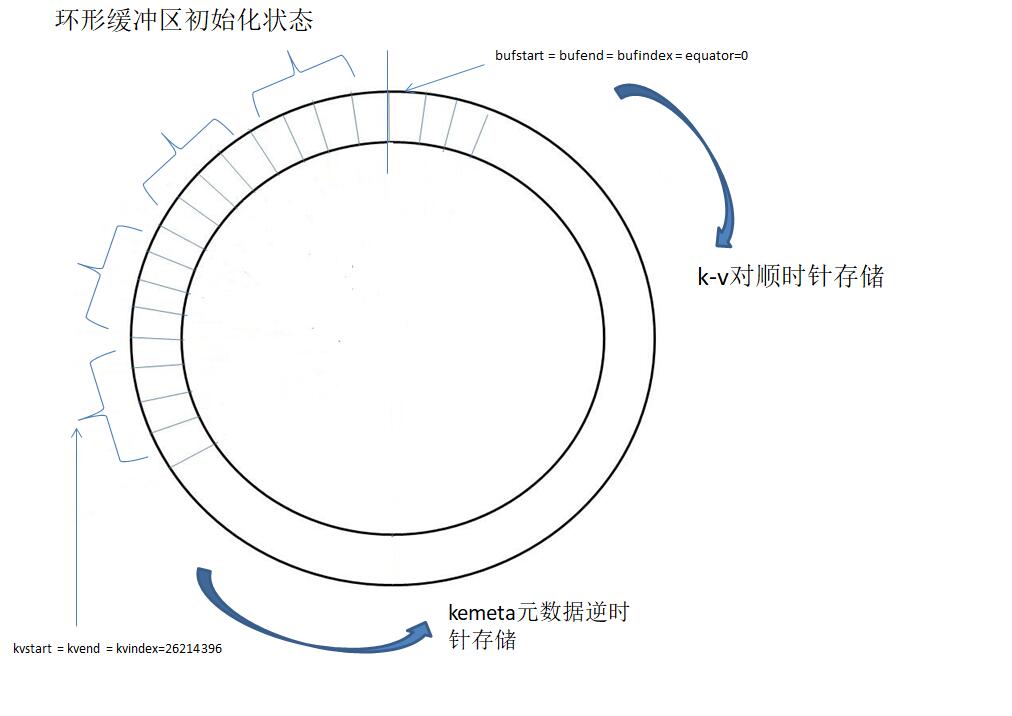 环形缓冲区初始化状态
bufstart = bufend = bufindex = equator=0
k-v对顺时针存储
kemeta元数据逆时
针存储
kvstart = kvend = kvindex=26214396